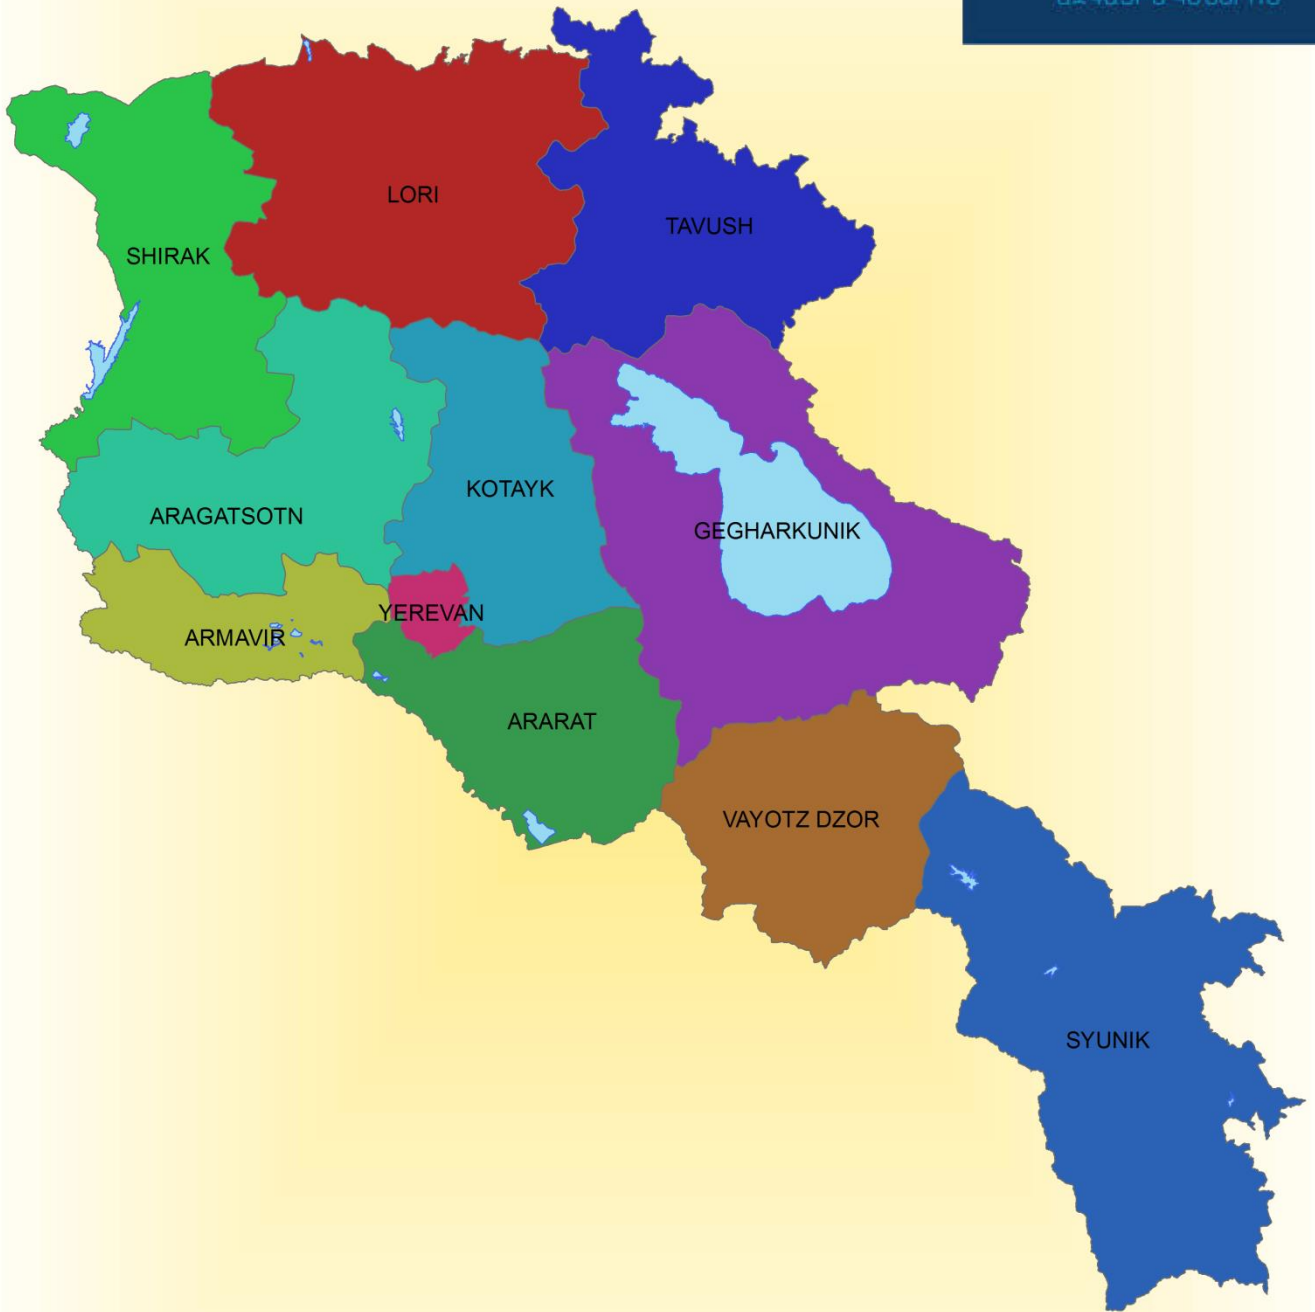 LORI
TAVUSH
SHIRAK
KOTAYK
ARAGATSOTN
GEGHARKUNIK
YEREVAN
ARMAVIR
ARARAT
VAYOTZ DZOR
SYUNIK